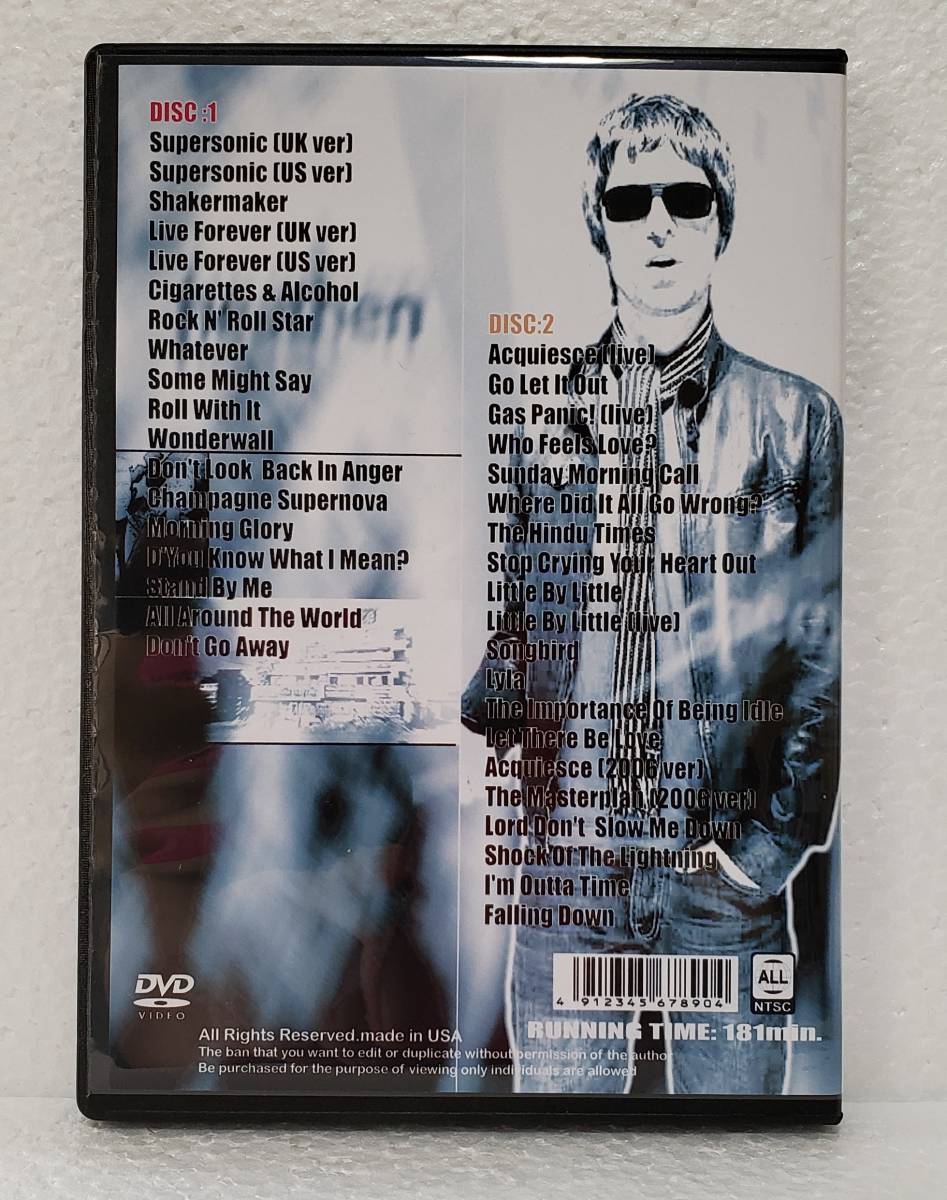 DISC:1
Supersonic (UK ver)
Supersonic (US ver)
Shakermaker
Live Forever (UK ver)
Live Forever (US ver)
Cigarettes & Alcohol
Rock N' Roll Star
Whatever
Some Might Say
Roll With It
Wonderwall
Don't Look Back In Anger
Champagne Supernova
Morning Glory
D'You Know What I Mean?
Stand By Me
All Around The World
Don't Go Away
DISC:2
Acquiesce (live)
Go Let It Out
Gas Panic! (live)
Who Feels Love?
Sunday Morning Call
Where Did It All Go Wrong?
The Hindu Times
Stop Crying Your Heart Out
Little By Little
Little By Little (live)
Songbird
Lyla
The Importance Of Being Idle
Let There Be Love
Acquiesce (2006 ver)
The Masterplan (2006 ver)
Lord Don't Slow Me Down
Shock Of The Lightning
I'm Outta Time
Falling Down
DVD
VIDEO
4 912345 678904
ALL
NTSC
RUNNING TIME: 181min.
All Rights Reserved.made in USA
The ban that you want to edit or duplicate without permission of the author
Be purchased for the purpose of viewing only individuals are allowed